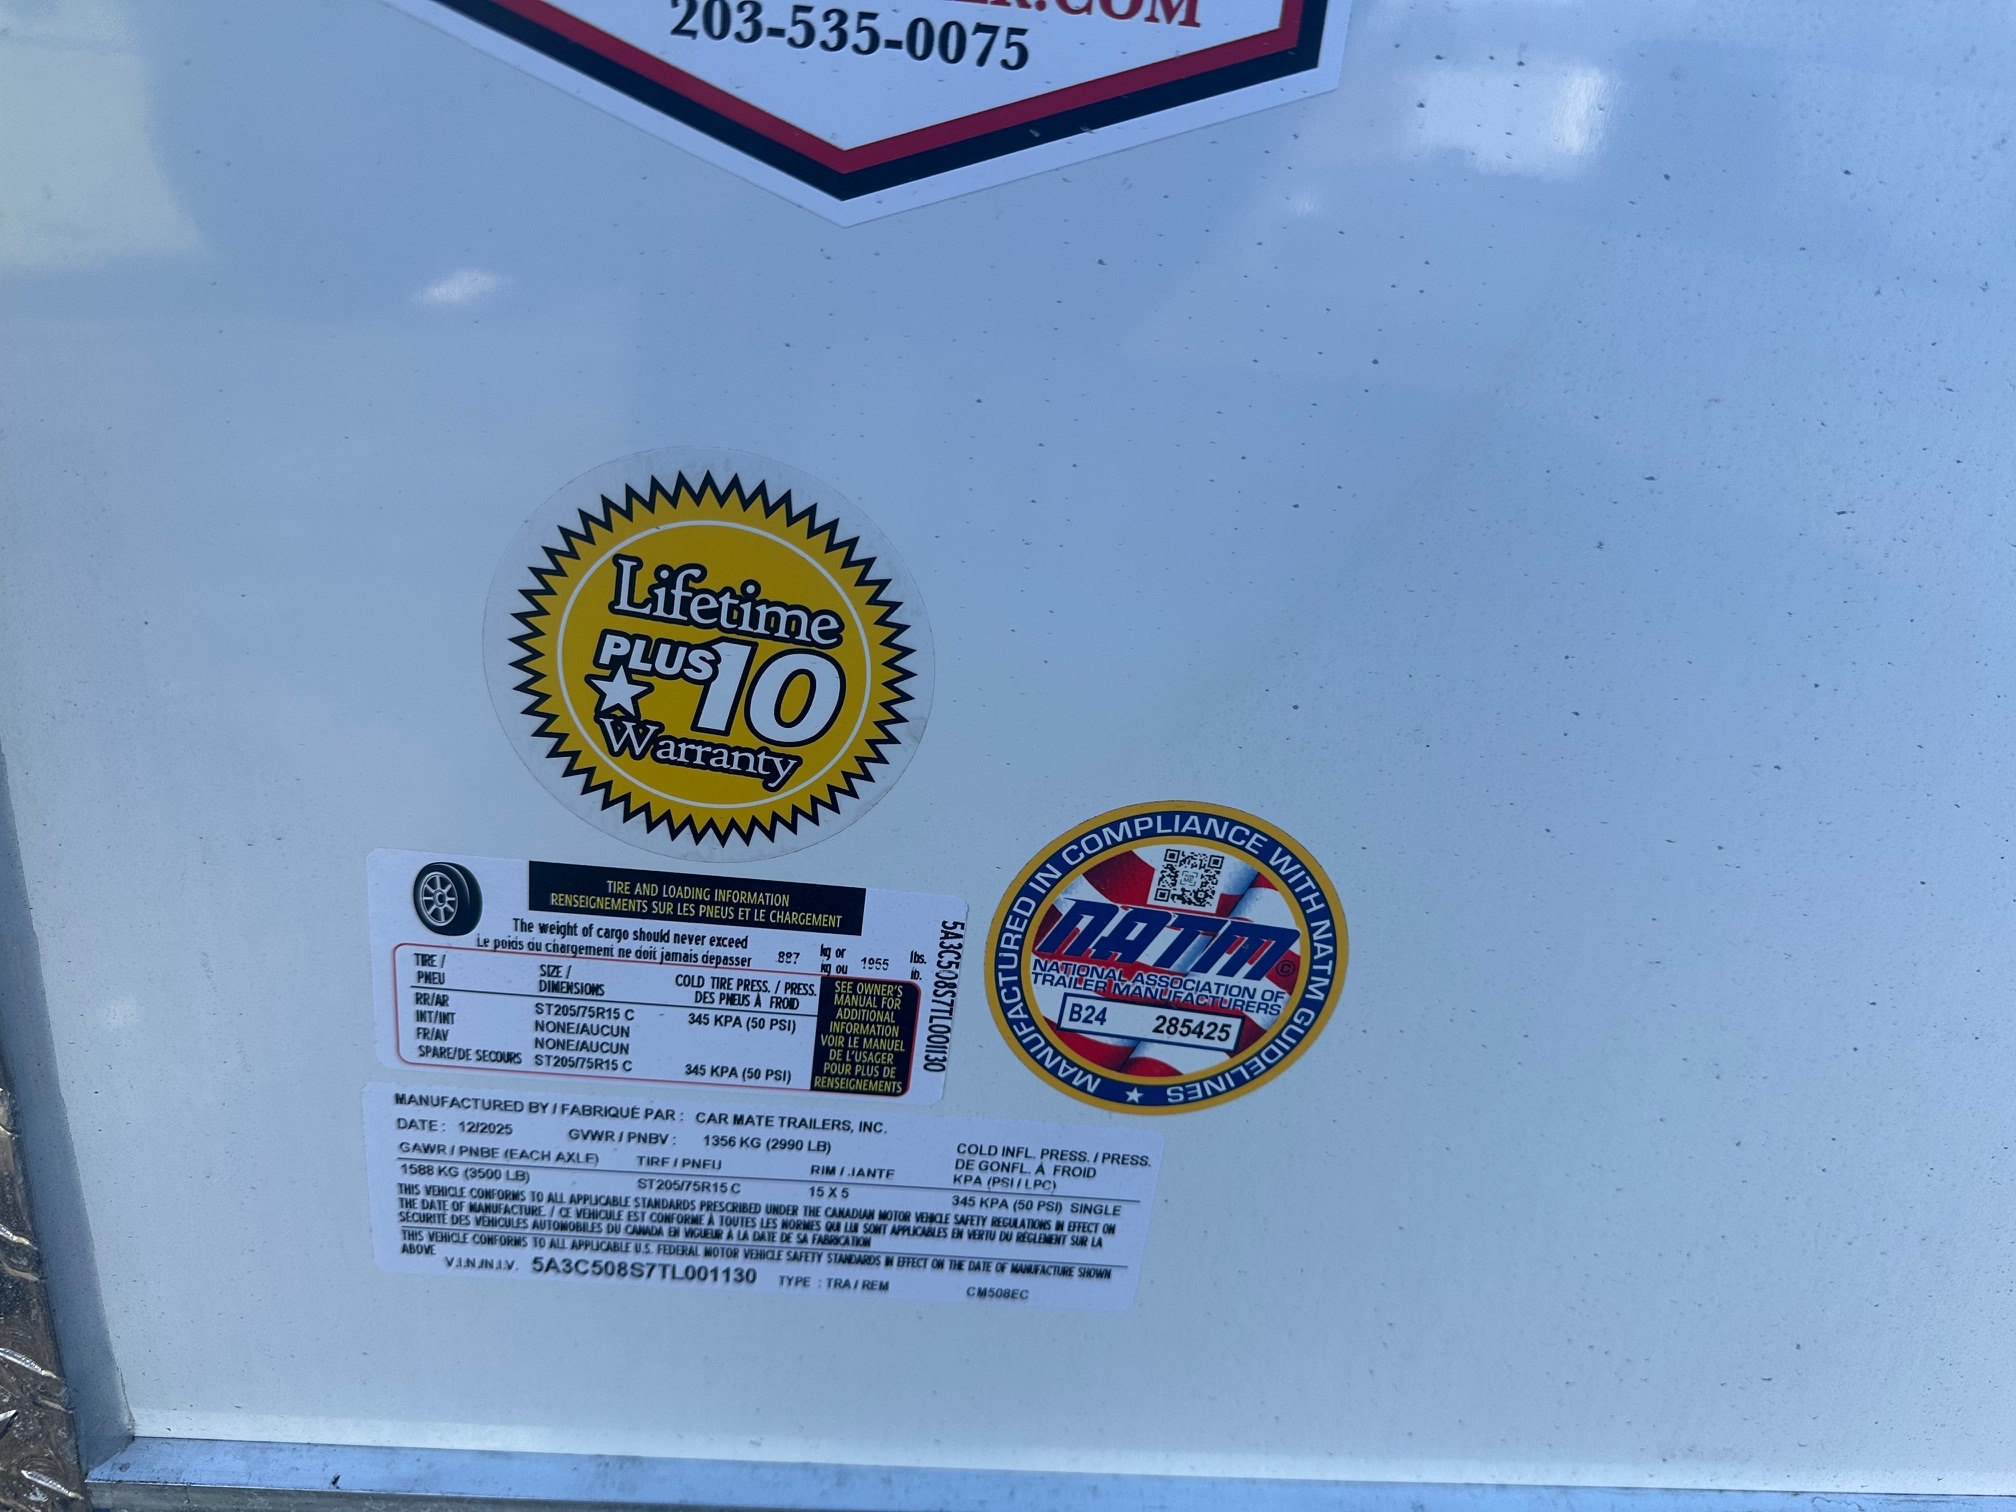 .COM
203-535-0075
Lifetime
PLUS 10
Warranty
TIRE AND LOADING INFORMATION
RENSEIGNEMENTS SUR LES PNEUS ET LE CHARGEMENT
The weight of cargo should never exceed
Le poids du chargement ne doit jamais dépasser
887 kg or 1955 lbs.
kg ou lb.
TIRE / PNEU SIZE / DIMENSIONS COLD TIRE PRESS. / PRESS. DES PNEUS À FROID
RR/AR ST205/75R15 C 345 KPA (50 PSI)
INT/INT NONE/AUCUN
FR/AV NONE/AUCUN
SPARE/DE SECOURS ST205/75R15 C 345 KPA (50 PSI)
SEE OWNER'S
MANUAL FOR
ADDITIONAL
INFORMATION
VOIR LE MANUEL
DE L'USAGER
POUR PLUS DE
RENSEIGNEMENTS
5A3C508S7TL001130
MANUFACTURED IN COMPLIANCE WITH NATM GUIDELINES
NATM ©
NATIONAL ASSOCIATION OF
TRAILER MANUFACTURERS
B24 285425
MANUFACTURED BY / FABRIQUÉ PAR : CAR MATE TRAILERS, INC.
DATE : 12/2025 GVWR / PNBV : 1356 KG (2990 LB)
GAWR / PNBE (EACH AXLE) TIRE / PNEU RIM / JANTE COLD INFL. PRESS. / PRESS. DE GONFL. À FROID KPA (PSI / LPC)
1588 KG (3500 LB) ST205/75R15 C 15 X 5 345 KPA (50 PSI) SINGLE
THIS VEHICLE CONFORMS TO ALL APPLICABLE STANDARDS PRESCRIBED UNDER THE CANADIAN MOTOR VEHICLE SAFETY REGULATIONS IN EFFECT ON
THE DATE OF MANUFACTURE. / CE VÉHICULE EST CONFORME À TOUTES LES NORMES QUI LUI SONT APPLICABLES EN VERTU DU RÈGLEMENT SUR LA
SÉCURITÉ DES VÉHICULES AUTOMOBILES DU CANADA EN VIGUEUR À LA DATE DE SA FABRICATION
THIS VEHICLE CONFORMS TO ALL APPLICABLE U.S. FEDERAL MOTOR VEHICLE SAFETY STANDARDS IN EFFECT ON THE DATE OF MANUFACTURE SHOWN
ABOVE
V.I.N./N.I.V. 5A3C508S7TL001130 TYPE : TRA / REM CM508EC